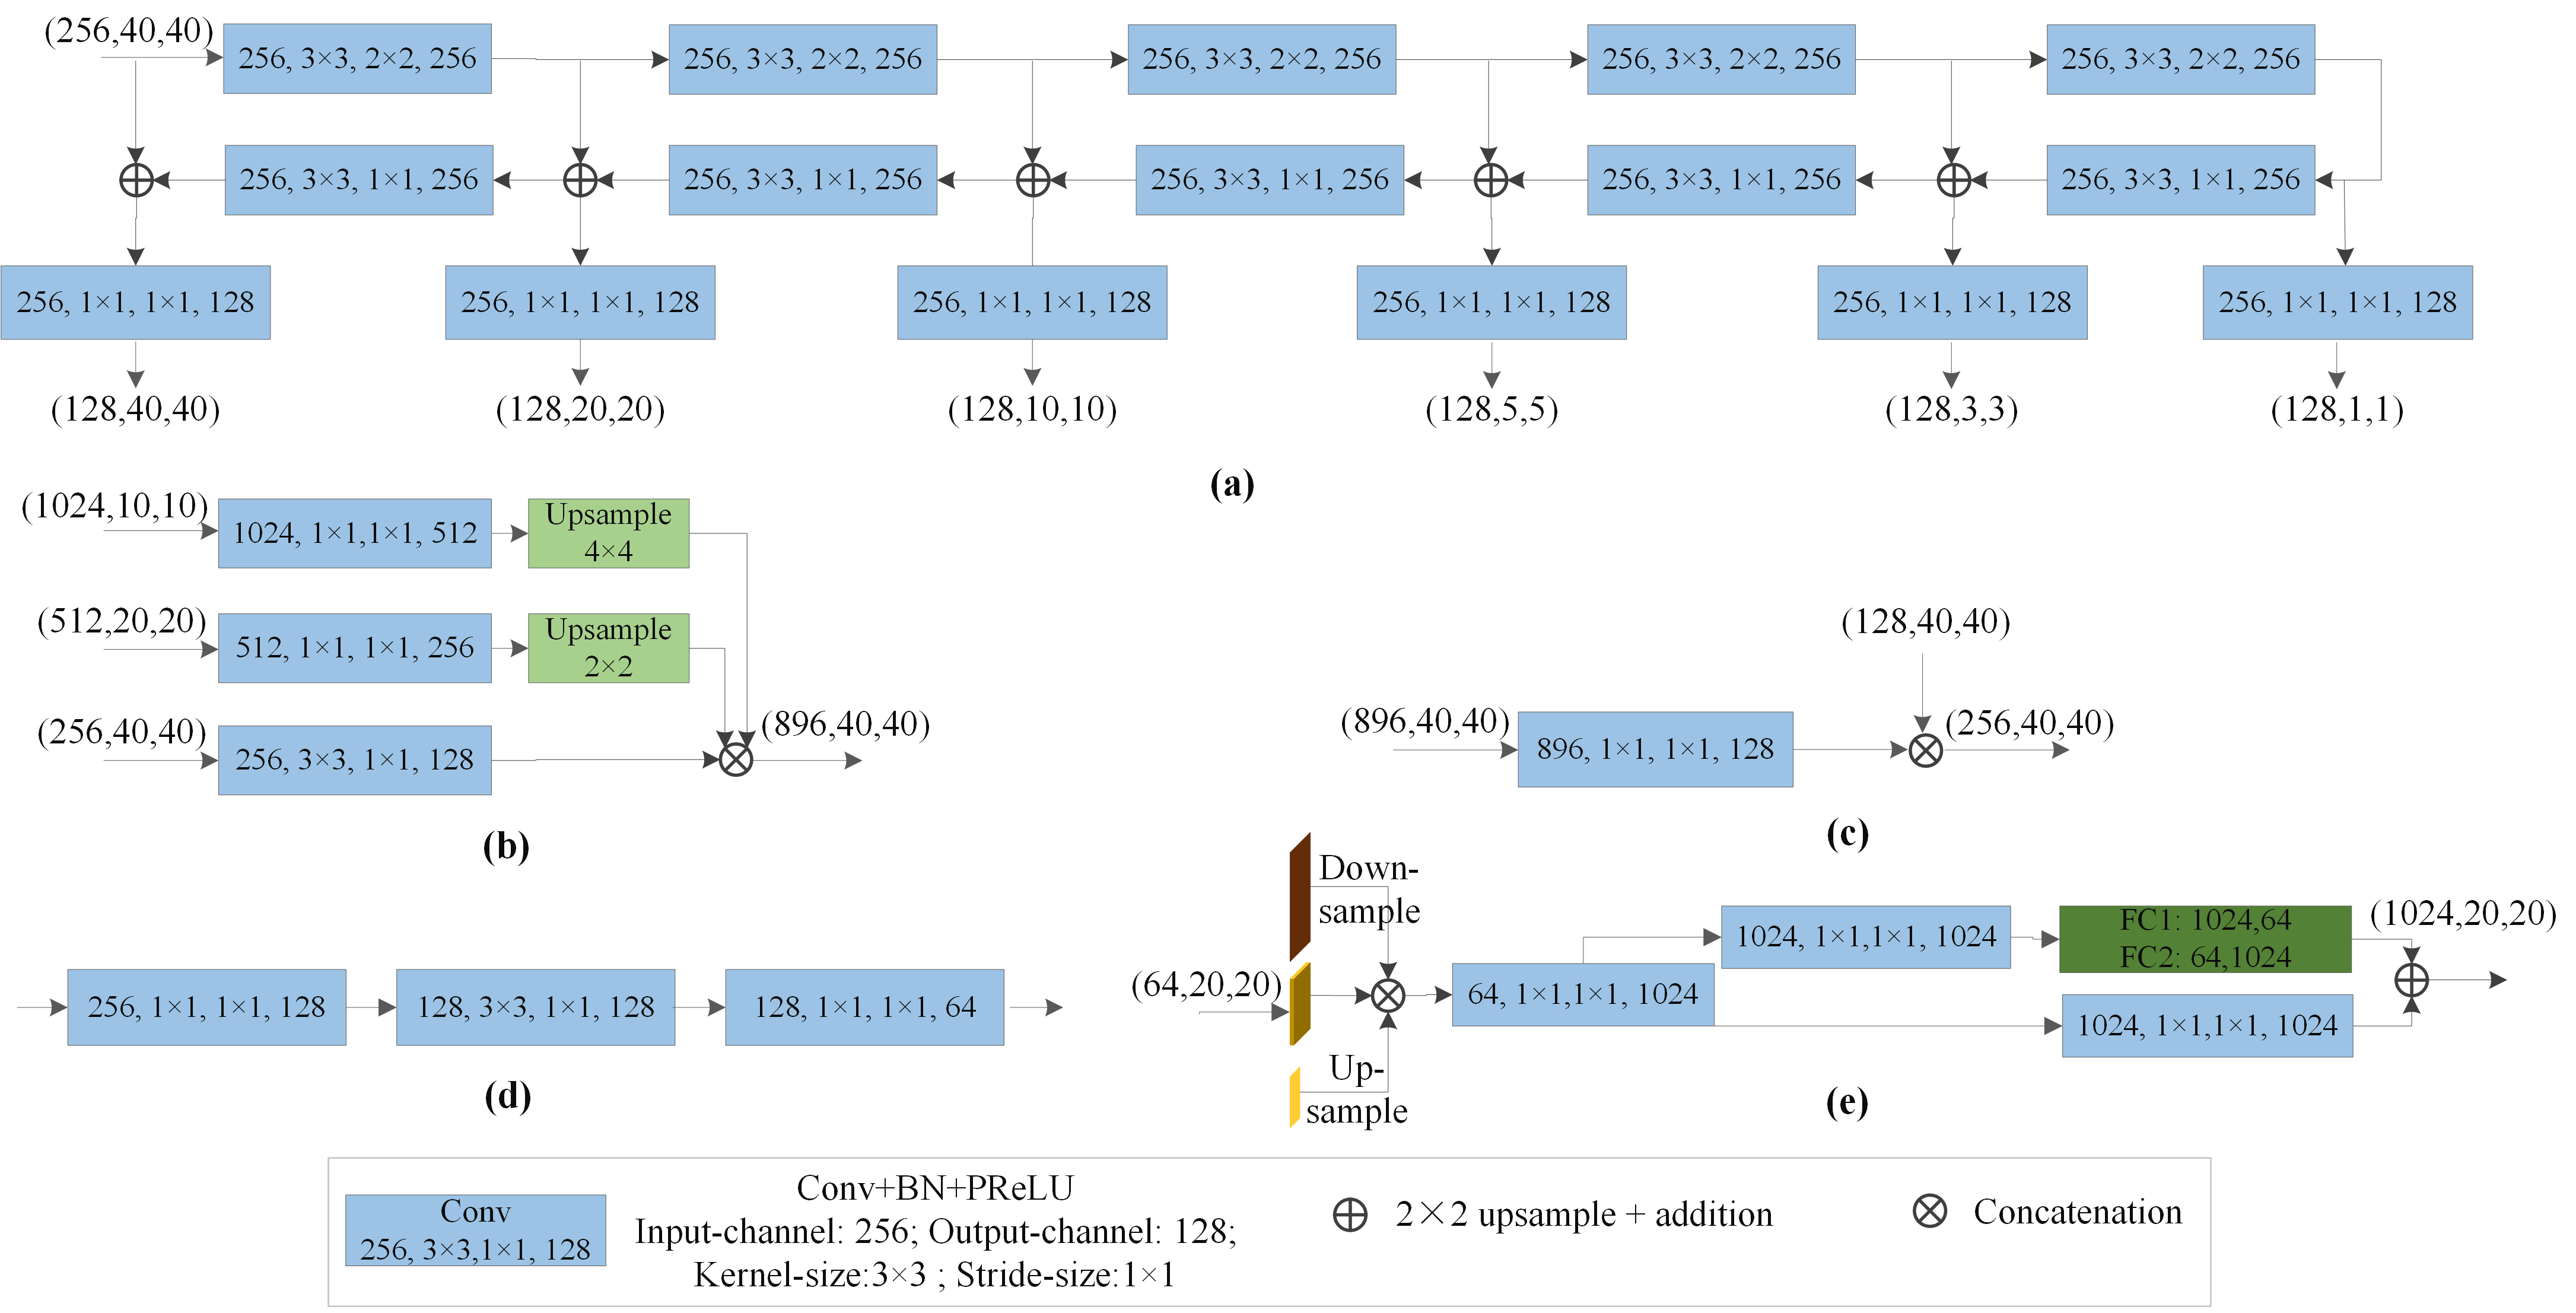 (256,40,40)
256, 3×3, 2×2, 256
256, 3×3, 2×2, 256
256, 3×3, 2×2, 256
256, 3×3, 2×2, 256
256, 3×3, 2×2, 256
256, 3×3, 1×1, 256
256, 3×3, 1×1, 256
256, 3×3, 1×1, 256
256, 3×3, 1×1, 256
256, 3×3, 1×1, 256
256, 1×1, 1×1, 128
256, 1×1, 1×1, 128
256, 1×1, 1×1, 128
256, 1×1, 1×1, 128
256, 1×1, 1×1, 128
256, 1×1, 1×1, 128
(128,40,40)
(128,20,20)
(128,10,10)
(128,5,5)
(128,3,3)
(128,1,1)
(a)
(1024,10,10)
1024, 1×1,1×1, 512
Upsample
4×4
(512,20,20)
512, 1×1, 1×1, 256
Upsample
2×2
(256,40,40)
256, 3×3, 1×1, 128
(896,40,40)
(b)
(128,40,40)
(896,40,40)
896, 1×1, 1×1, 128
(256,40,40)
(c)
256, 1×1, 1×1, 128
128, 3×3, 1×1, 128
128, 1×1, 1×1, 64
(d)
Down-
sample
(64,20,20)
Up-
sample
64, 1×1,1×1, 1024
1024, 1×1,1×1, 1024
FC1: 1024,64
FC2: 64,1024
1024, 1×1,1×1, 1024
(1024,20,20)
(e)
Conv
256, 3×3,1×1, 128
Conv+BN+PReLU
Input-channel: 256; Output-channel: 128;
Kernel-size:3×3 ; Stride-size:1×1
2×2 upsample + addition
Concatenation